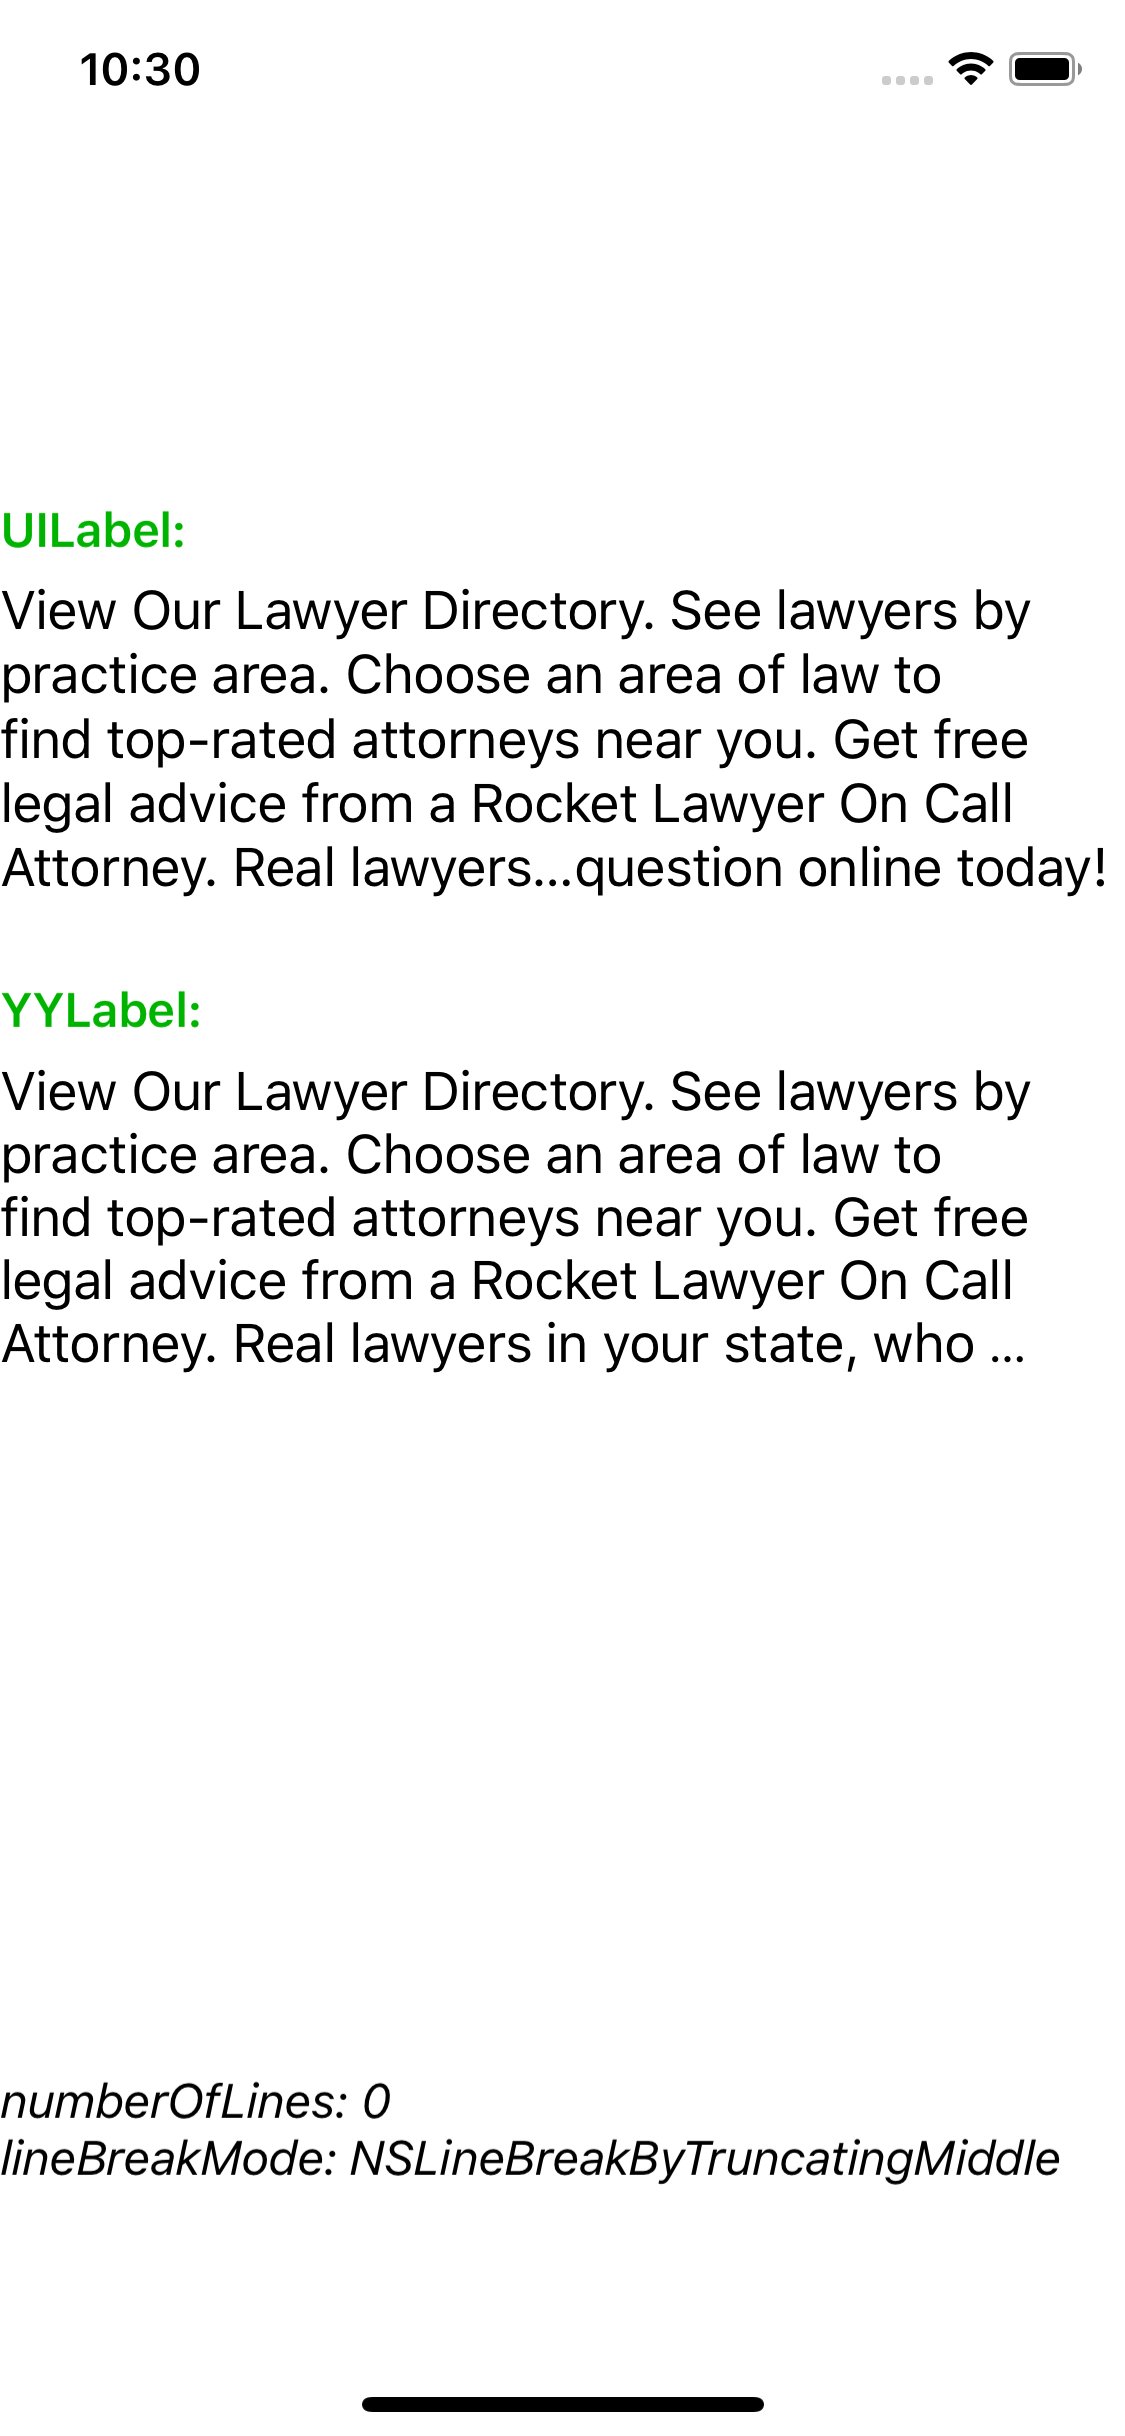 10:30
UILabel:
View Our Lawyer Directory. See lawyers by
practice area. Choose an area of law to
find top-rated attorneys near you. Get free
legal advice from a Rocket Lawyer On Call
Attorney. Real lawyers...question online today!
YYLabel:
View Our Lawyer Directory. See lawyers by
practice area. Choose an area of law to
find top-rated attorneys near you. Get free
legal advice from a Rocket Lawyer On Call
Attorney. Real lawyers in your state, who ...
numberOfLines: 0
lineBreakMode: NSLineBreakByTruncatingMiddle